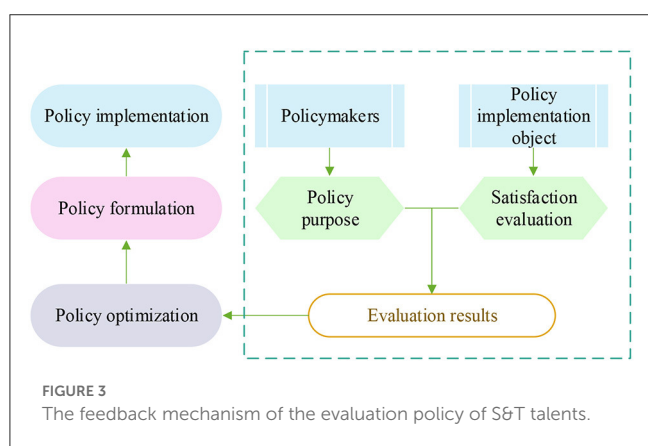 Policy implementation
Policymakers
Policy
implementation
object
Policy formulation
Policy
purpose
Satisfaction
evaluation
Policy optimization
Evaluation results
FIGURE 3
The feedback mechanism of the evaluation policy of S&T talents.